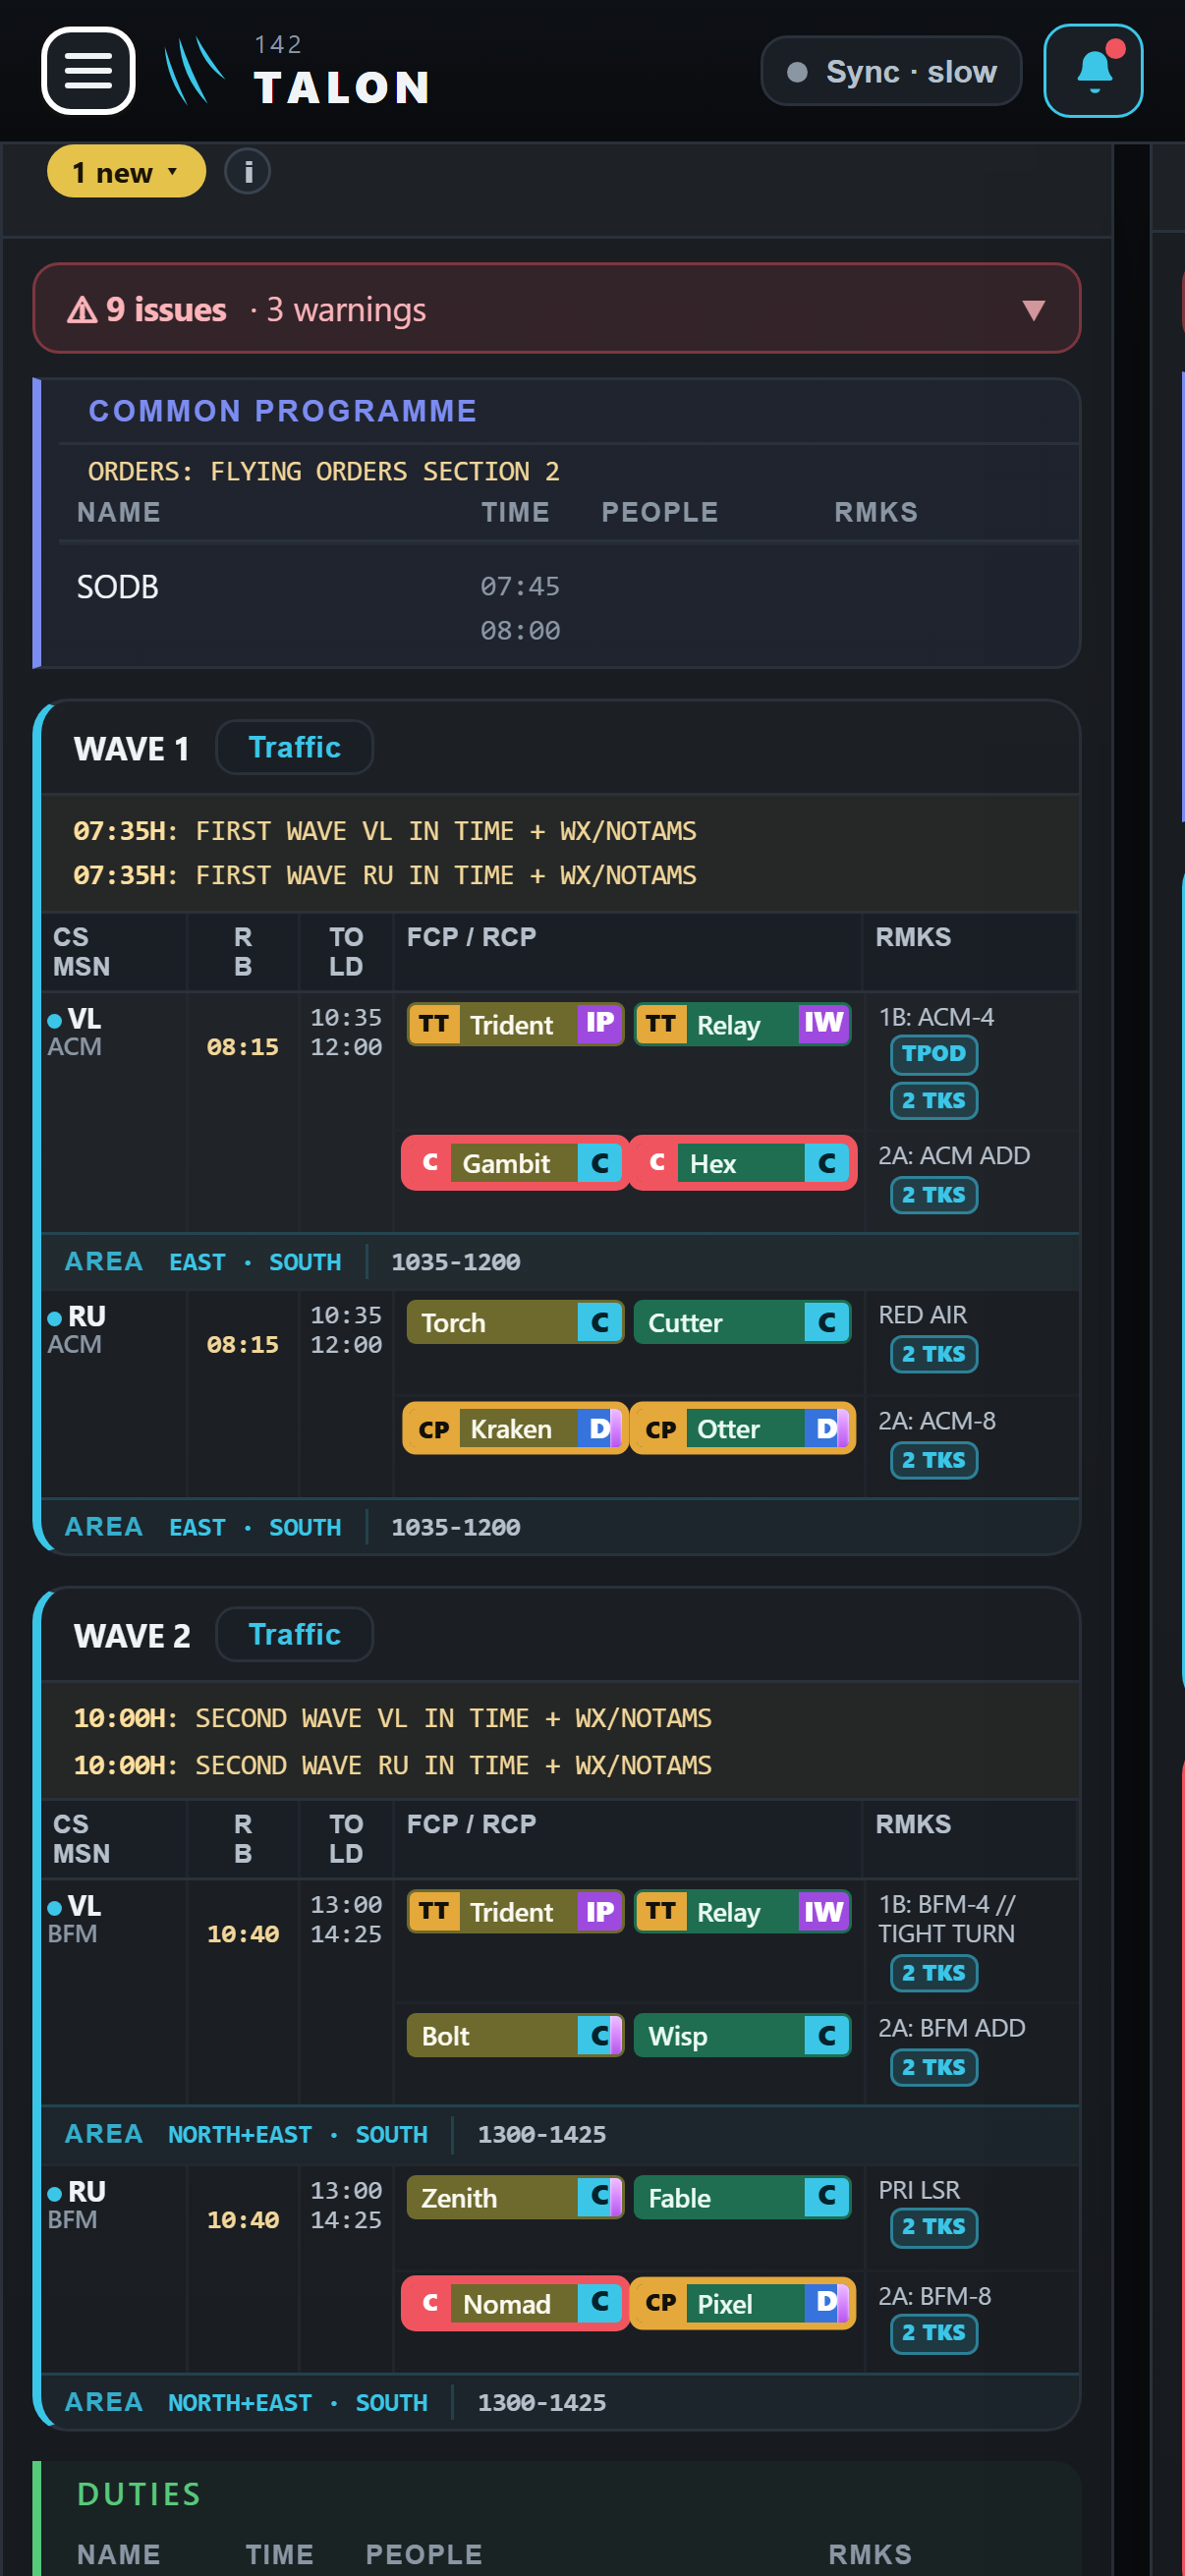 142
TALON
Sync · slow
1 new ▾
i
⚠ 9 issues · 3 warnings ▼
COMMON PROGRAMME
ORDERS: FLYING ORDERS SECTION 2
NAME TIME PEOPLE RMKS
SODB 07:45
08:00
WAVE 1 Traffic
07:35H: FIRST WAVE VL IN TIME + WX/NOTAMS
07:35H: FIRST WAVE RU IN TIME + WX/NOTAMS
CS R TO FCP / RCP RMKS
MSN B LD
VL 10:35 TT Trident IP TT Relay IW 1B: ACM-4
ACM 08:15 12:00 TPOD
2 TKS
C Gambit C C Hex C 2A: ACM ADD
2 TKS
AREA EAST · SOUTH 1035-1200
RU 10:35 Torch C Cutter C RED AIR
ACM 08:15 12:00 2 TKS
CP Kraken D CP Otter D 2A: ACM-8
2 TKS
AREA EAST · SOUTH 1035-1200
WAVE 2 Traffic
10:00H: SECOND WAVE VL IN TIME + WX/NOTAMS
10:00H: SECOND WAVE RU IN TIME + WX/NOTAMS
CS R TO FCP / RCP RMKS
MSN B LD
VL 13:00 TT Trident IP TT Relay IW 1B: BFM-4 //
BFM 10:40 14:25 TIGHT TURN
2 TKS
Bolt C Wisp C 2A: BFM ADD
2 TKS
AREA NORTH+EAST · SOUTH 1300-1425
RU 13:00 Zenith C Fable C PRI LSR
BFM 10:40 14:25 2 TKS
C Nomad C CP Pixel D 2A: BFM-8
2 TKS
AREA NORTH+EAST · SOUTH 1300-1425
DUTIES
NAME TIME PEOPLE RMKS